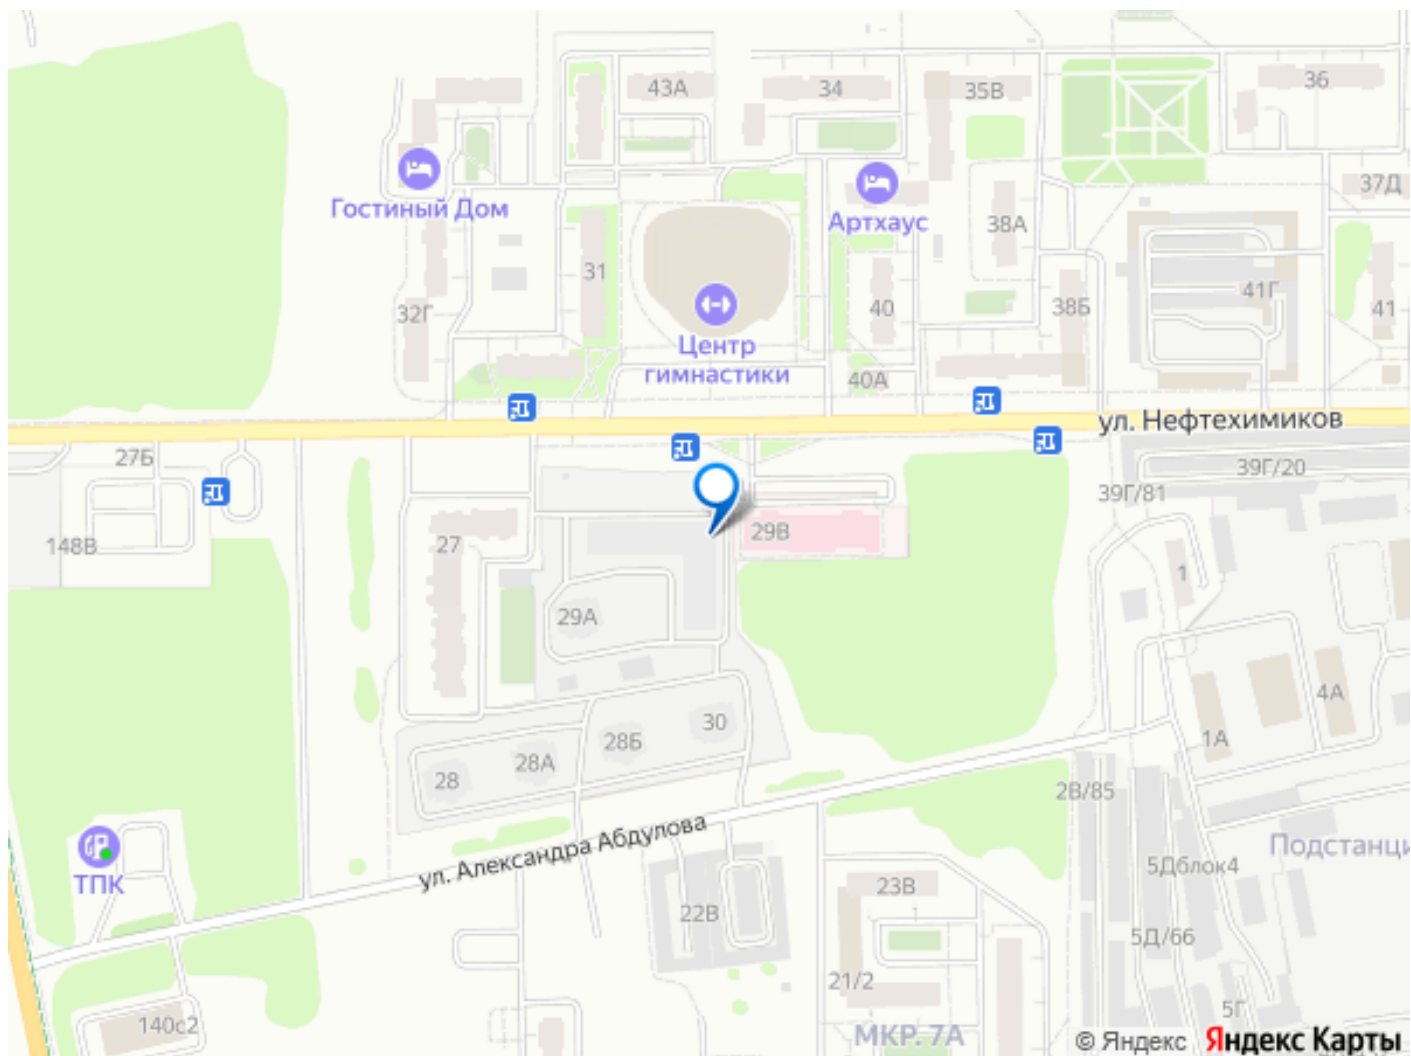 43А
34
35В
36
37Д
Гостиный Дом
Артхаус
38А
31
32Г
40
38Б
41Г
41
Центр
гимнастики
40А
ул. Нефтехимиков
27Б
39Г/20
39Г/81
148В
27
29В
29А
1
4А
30
28Б
28А
28
1А
2В/85
ул. Александра Абдулова
Подстанци
ТПК
5Дблок4
23В
22В
5Д/66
21/2
5Г
140с2
МКР. 7А
© Яндекс Яндекс Карты